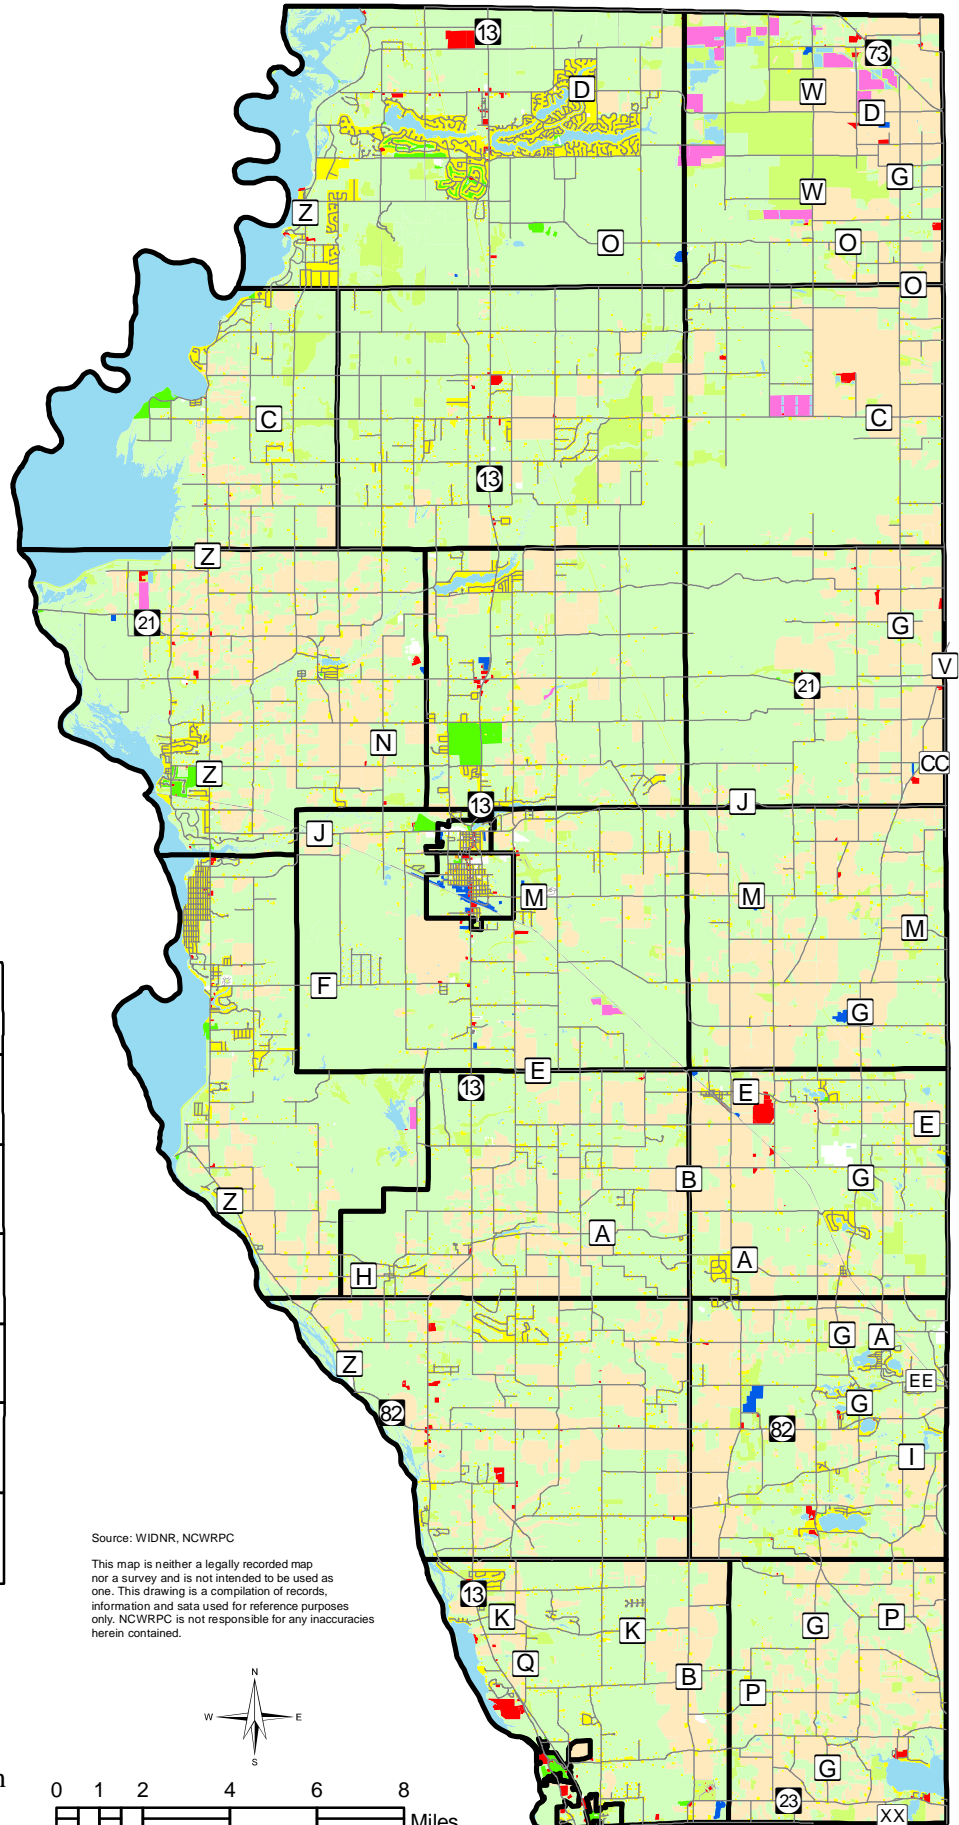 13
73
D
W
D
G
W
Z
O
O
O
C
C
13
Z
21
G
V
21
N
CC
Z
J
13
J
M
M
M
F
G
E
13
E
E
B
G
Z
A
A
H
G
A
Z
EE
G
82
82
I
Source: WIDNR, NCWRPC
This map is neither a legally recorded map
nor a survey and is not intended to be used as
one. This drawing is a compilation of records,
information and sata used for reference purposes
only. NCWRPC is not responsible for any inaccuracies
herein contained.
13
K
P
G
K
Q
B
P
N
W E
S
G
n
0 1 2 4 6 8
Miles
23
XX